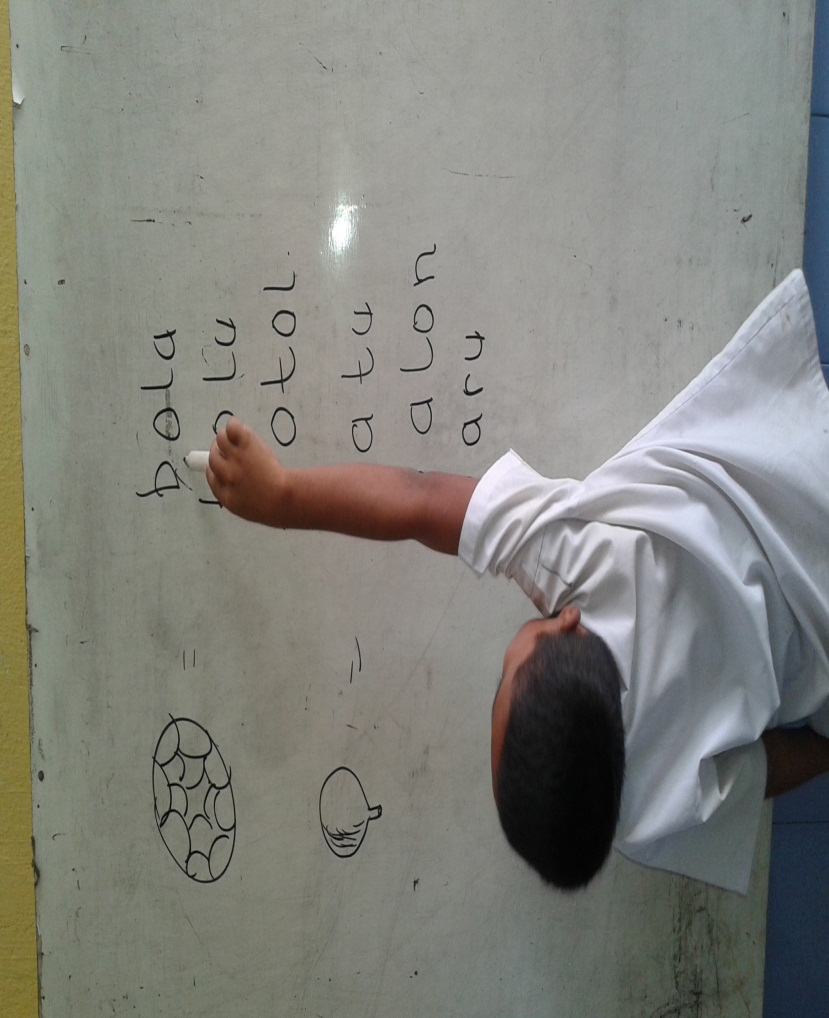 = bola
otol.
= atu
alon
aru